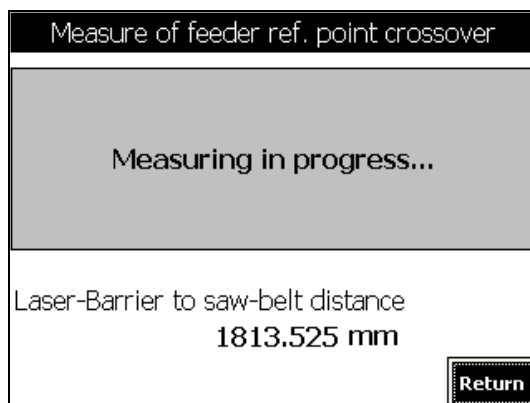 Measure of feeder ref. point crossover
Measuring in progress...
Laser-Barrier to saw-belt distance
1813.525 mm
Return